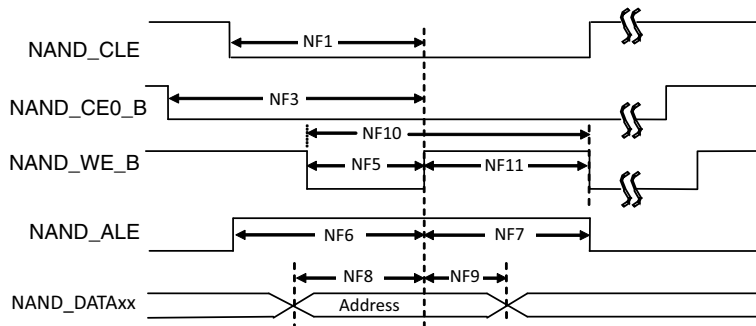 NF1
NAND_CLE
NF3
NAND_CE0_B
NF10
NAND_WE_B
NF5
NF11
NAND_ALE
NF6
NF7
NF8
NF9
NAND_DATAxx
Address